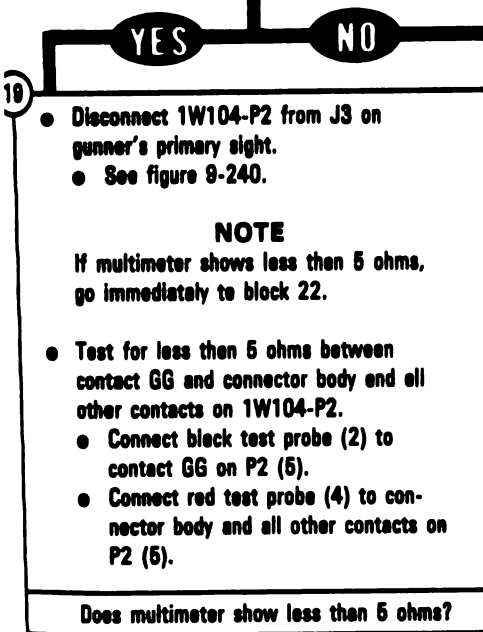 YES NO
19
● Disconnect 1W104-P2 from J3 on
gunner's primary sight.
● See figure 9-240.
NOTE
If multimeter shows less than 5 ohms,
go immediately to block 22.
● Test for less than 5 ohms between
contact GG and connector body and all
other contacts on 1W104-P2.
● Connect black test probe (2) to
contact GG on P2 (5).
● Connect red test probe (4) to con-
nector body and all other contacts on
P2 (5).
Does multimeter show less than 5 ohms?